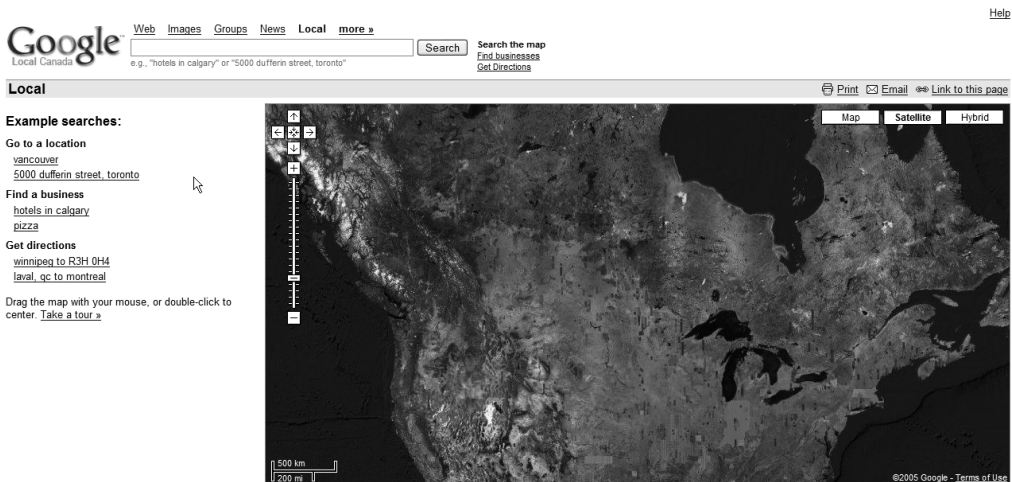 Help
Web Images Groups News Local more »
Google™
Local Canada
Search
e.g., "hotels in calgary" or "5000 dufferin street, toronto"
Search the map
Find businesses
Get Directions
Local
Print Email Link to this page
Example searches:
Go to a location
vancouver
5000 dufferin street, toronto
Find a business
hotels in calgary
pizza
Get directions
winnipeg to R3H 0H4
laval, qc to montreal
Drag the map with your mouse, or double-click to
center. Take a tour »
Map Satellite Hybrid
500 km
200 mi
©2005 Google - Terms of Use